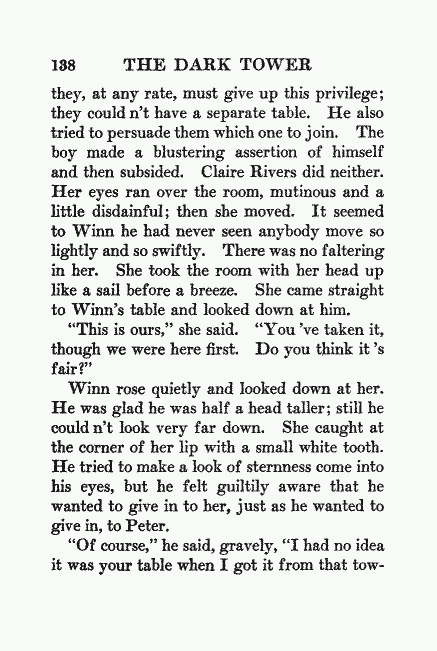 138 THE DARK TOWER
they, at any rate, must give up this privilege;
they could n't have a separate table. He also
tried to persuade them which one to join. The
boy made a blustering assertion of himself
and then subsided. Claire Rivers did neither.
Her eyes ran over the room, mutinous and a
little disdainful; then she moved. It seemed
to Winn he had never seen anybody move so
lightly and so swiftly. There was no faltering
in her. She took the room with her head up
like a sail before a breeze. She came straight
to Winn's table and looked down at him.
"This is ours," she said. "You 've taken it,
though we were here first. Do you think it 's
fair?"
Winn rose quietly and looked down at her.
He was glad he was half a head taller; still he
could n't look very far down. She caught at
the corner of her lip with a small white tooth.
He tried to make a look of sternness come into
his eyes, but he felt guiltily aware that he
wanted to give in to her, just as he wanted to
give in, to Peter.
"Of course," he said, gravely, "I had no idea
it was your table when I got it from that tow-